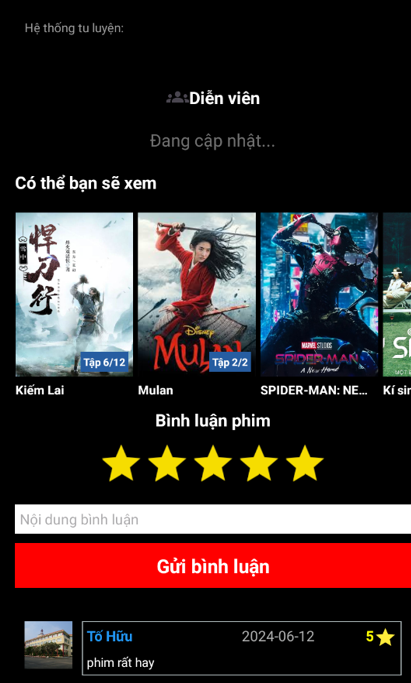 Hệ thống tu luyện:
Diễn viên
Đang cập nhật...
Có thể bạn sẽ xem
雪中
悍刀行
Tập 6/12
DISNEY
MULAN
Tập 2/2
MARVEL STUDIOS
SPIDER-MAN
A New Home
Kiếm Lai
Mulan
SPIDER-MAN: NE...
Kí sin
Bình luận phim
Nội dung bình luận
Gửi bình luận
Tố Hữu
2024-06-12
5
phim rất hay